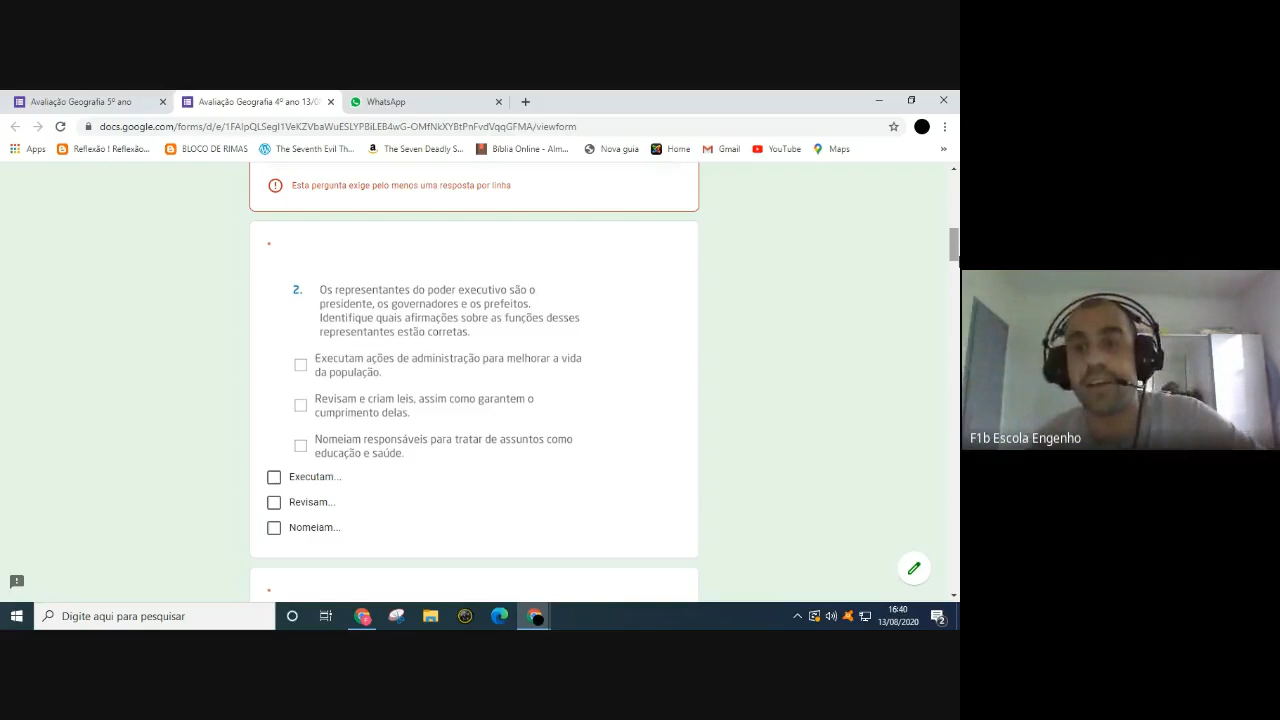 Avaliação Geografia 5º ano
Avaliação Geografia 4º ano 13/0
WhatsApp
docs.google.com/forms/d/e/1FAIpQLSegI1VeKZVbaWuESLYPBiLEB4wG-OMfNkXYBtPnFvdVqqGFMA/viewform
Apps
Reflexão ! Reflexão...
BLOCO DE RIMAS
The Seventh Evil Th...
The Seven Deadly S...
Bíblia Online - Alm...
Nova guia
Home
Gmail
YouTube
Maps
»
Esta pergunta exige pelo menos uma resposta por linha
*
2. Os representantes do poder executivo são o
presidente, os governadores e os prefeitos.
Identifique quais afirmações sobre as funções desses
representantes estão corretas.
Executam ações de administração para melhorar a vida
da população.
Revisam e criam leis, assim como garantem o
cumprimento delas.
Nomeiam responsáveis para tratar de assuntos como
educação e saúde.
Executam...
Revisam...
Nomeiam...
*
F1b Escola Engenho
Digite aqui para pesquisar
16:40
13/08/2020
2